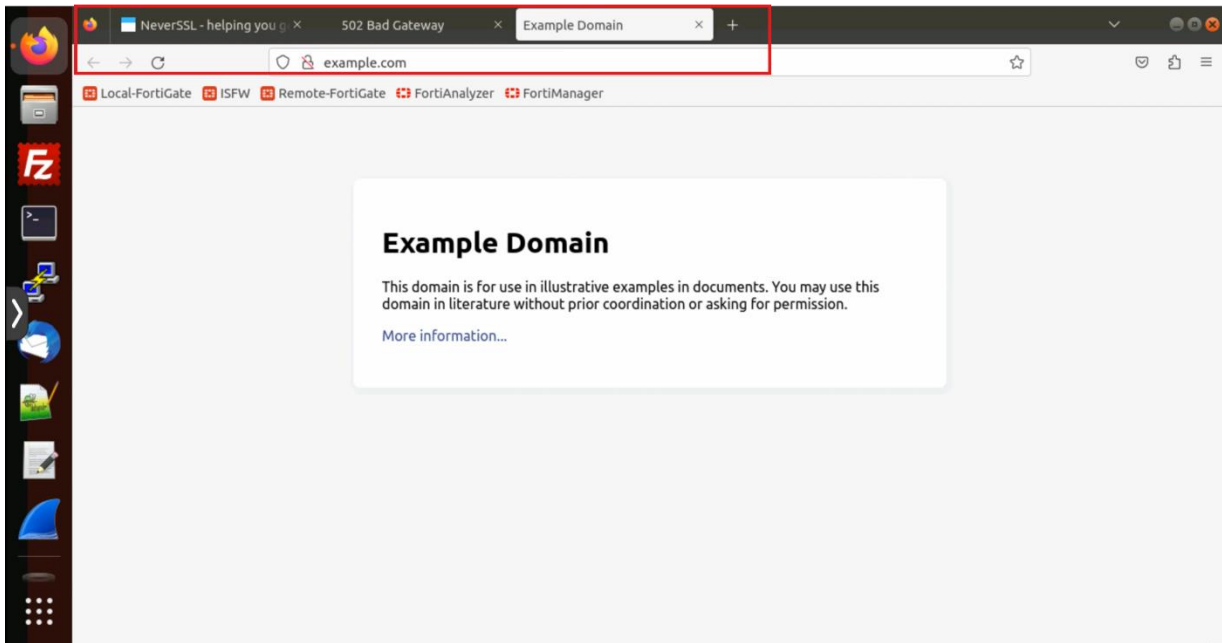 NeverSSL - helping you g
502 Bad Gateway
Example Domain
example.com
Local-FortiGate ISFW Remote-FortiGate FortiAnalyzer FortiManager
Fz
>_
Example Domain
This domain is for use in illustrative examples in documents. You may use this
domain in literature without prior coordination or asking for permission.
More information...